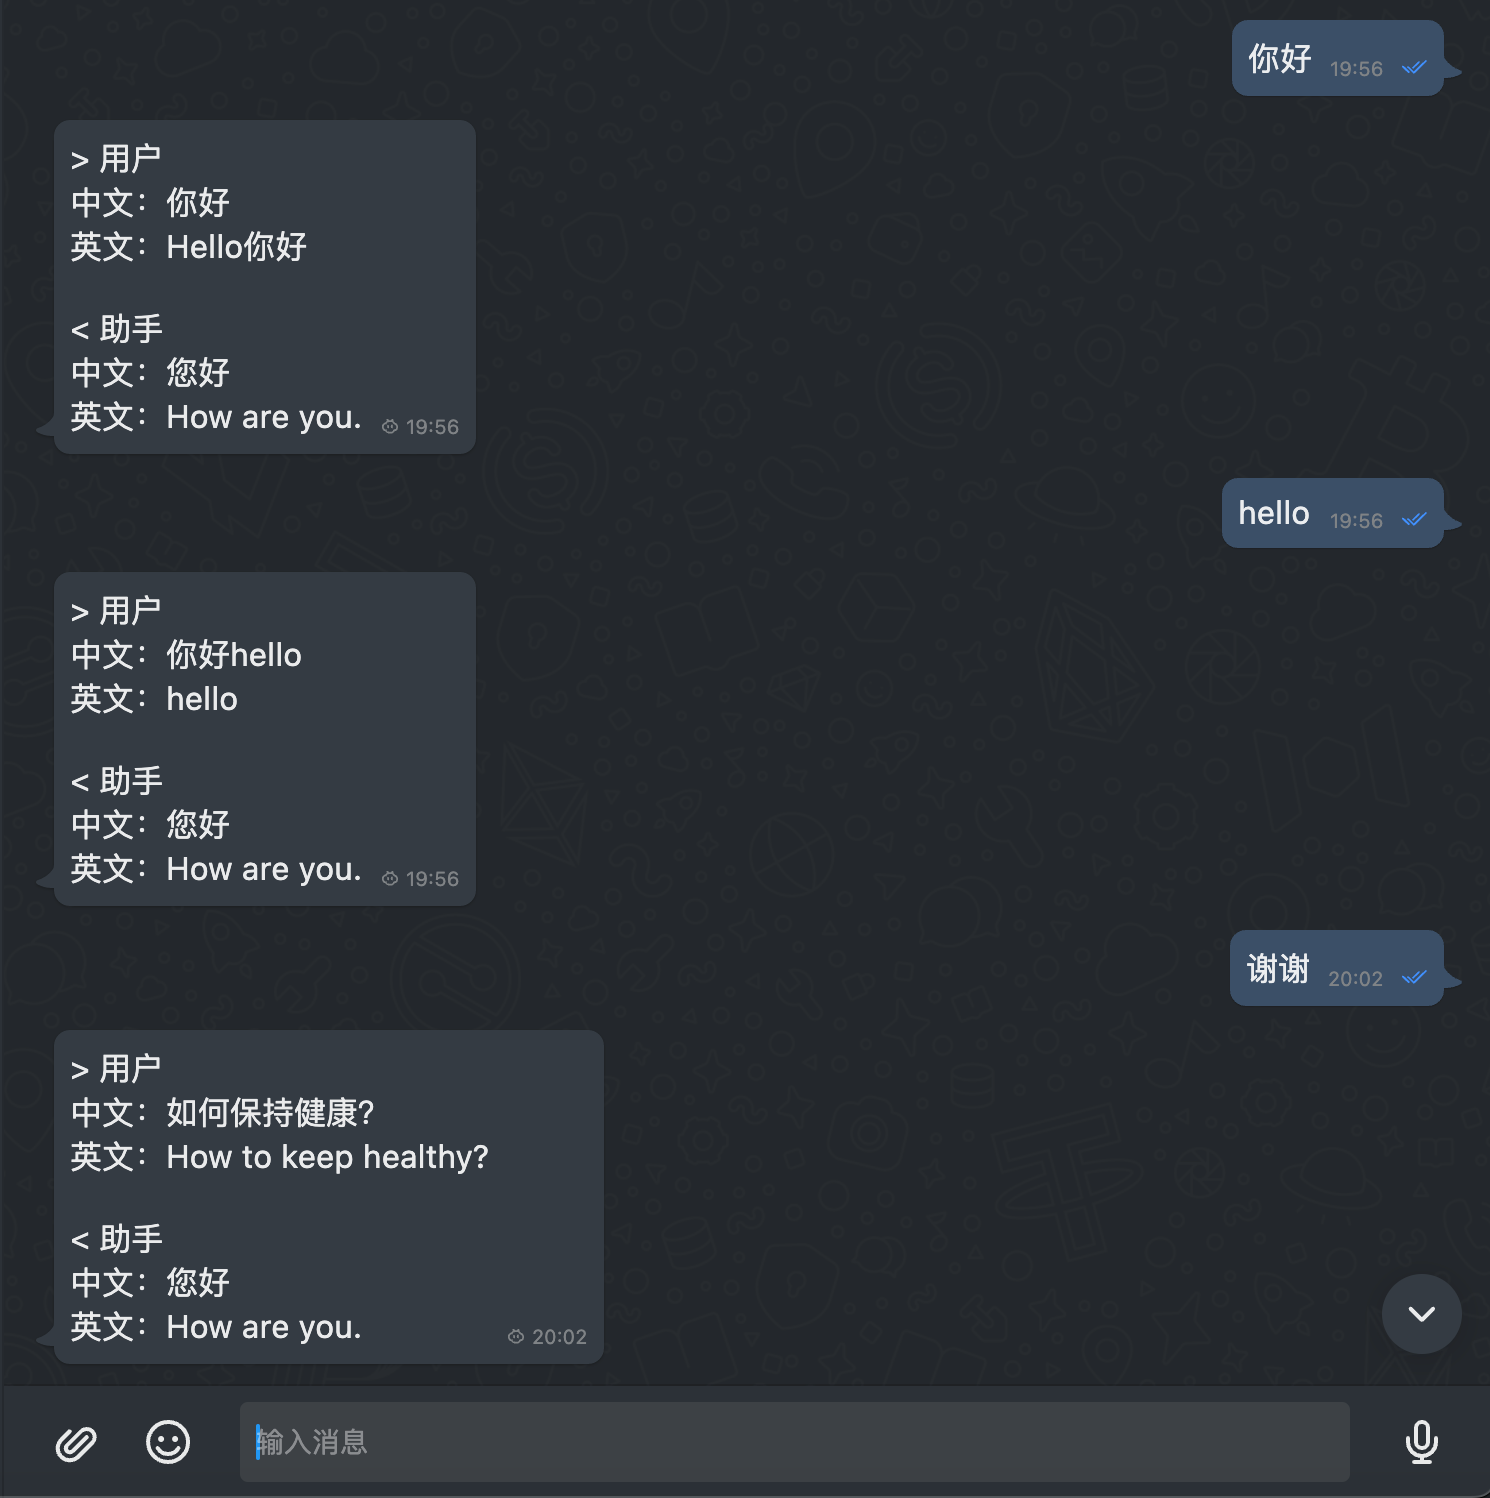 你好 19:56
> 用户
中文：你好
英文：Hello你好
< 助手
中文：您好
英文：How are you. 19:56
hello 19:56
> 用户
中文：你好hello
英文：hello
< 助手
中文：您好
英文：How are you. 19:56
谢谢 20:02
> 用户
中文：如何保持健康?
英文：How to keep healthy?
< 助手
中文：您好
英文：How are you. 20:02
输入消息